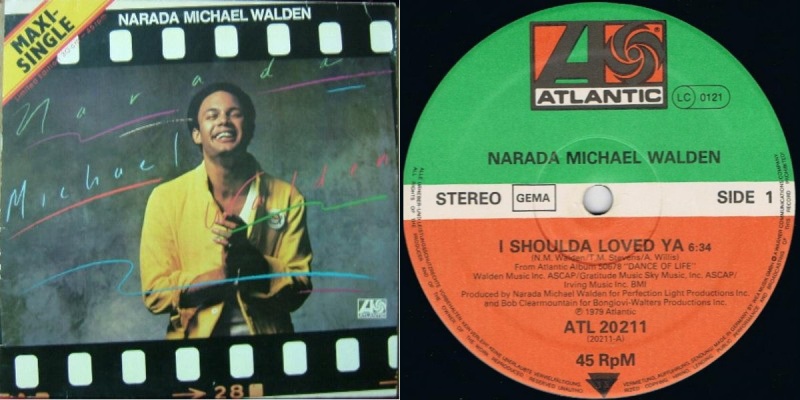 NARADA MICHAEL WALDEN
MAXI-
SINGLE
Narada
Michael
Walden
ATLANTIC
28
ATLANTIC
LC 0121
NARADA MICHAEL WALDEN
STEREO GEMA SIDE 1
I SHOULDA LOVED YA 6:34
(N.M. Walden/T.M. Stevens/A. Willis)
From Atlantic Album 50678 "DANCE OF LIFE"
Walden Music Inc. ASCAP/Gratitude Music Sky Music, Inc. ASCAP/
Irving Music Inc. BMI
Produced by Narada Michael Walden for Perfection Light Productions Inc.
and Bob Clearmountain for Bongiovi-Walters Productions Inc.
℗ 1979 Atlantic
ATL 20211
(20211-A)
45 RpM